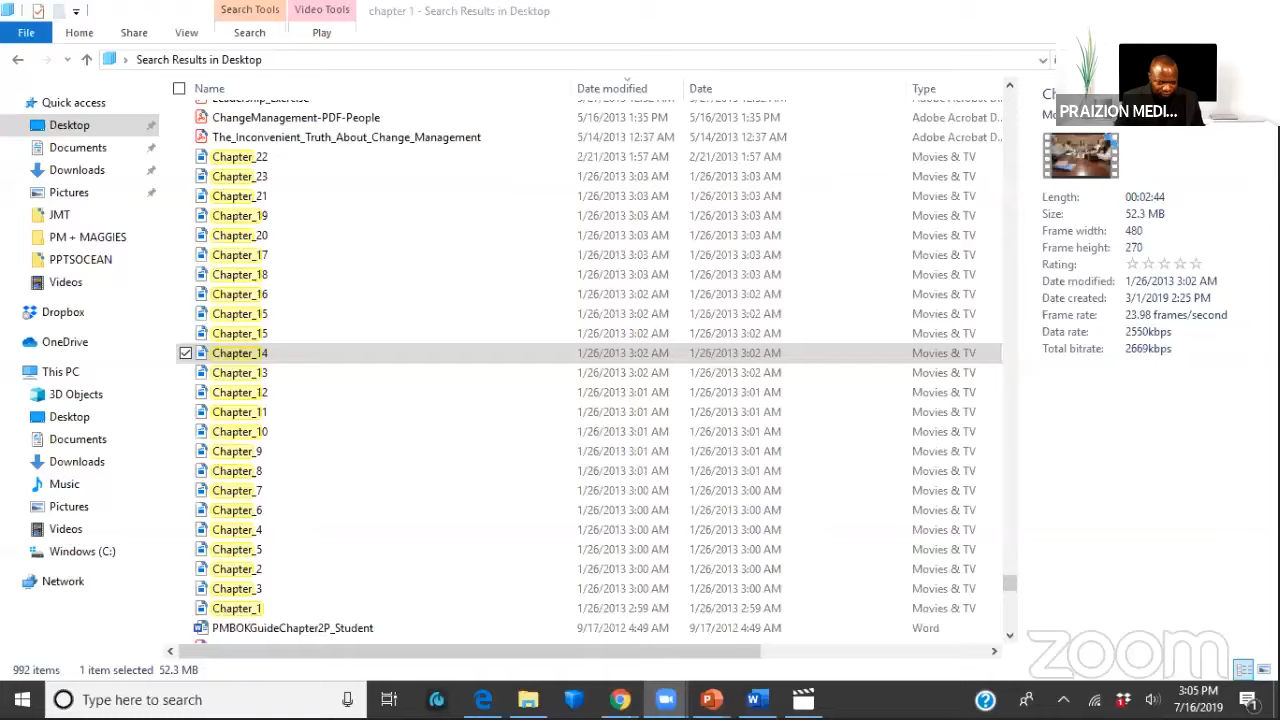 Search Tools Video Tools chapter 1 - Search Results in Desktop
File Home Share View Search Play
Search Results in Desktop
Name Date modified Date Type
Quick access
Desktop
Documents
Downloads
Pictures
JMT
PM + MAGGIES
PPTSOCEAN
Videos
Dropbox
OneDrive
This PC
3D Objects
Desktop
Documents
Downloads
Music
Pictures
Videos
Windows (C:)
Network
Leadership_Exercise 5/21/2013 12:52 AM 5/21/2013 12:52 AM Adobe Acrobat D..
ChangeManagement-PDF-People 5/16/2013 1:35 PM 5/16/2013 1:35 PM Adobe Acrobat D..
The_Inconvenient_Truth_About_Change_Management 5/14/2013 12:37 AM 5/14/2013 12:37 AM Adobe Acrobat D..
Chapter_22 2/21/2013 1:57 AM 2/21/2013 1:57 AM Movies & TV
Chapter_23 1/26/2013 3:03 AM 1/26/2013 3:03 AM Movies & TV
Chapter_21 1/26/2013 3:03 AM 1/26/2013 3:03 AM Movies & TV
Chapter_19 1/26/2013 3:03 AM 1/26/2013 3:03 AM Movies & TV
Chapter_20 1/26/2013 3:03 AM 1/26/2013 3:03 AM Movies & TV
Chapter_17 1/26/2013 3:03 AM 1/26/2013 3:03 AM Movies & TV
Chapter_18 1/26/2013 3:03 AM 1/26/2013 3:03 AM Movies & TV
Chapter_16 1/26/2013 3:02 AM 1/26/2013 3:02 AM Movies & TV
Chapter_15 1/26/2013 3:02 AM 1/26/2013 3:02 AM Movies & TV
Chapter_15 1/26/2013 3:02 AM 1/26/2013 3:02 AM Movies & TV
Chapter_14 1/26/2013 3:02 AM 1/26/2013 3:02 AM Movies & TV
Chapter_13 1/26/2013 3:02 AM 1/26/2013 3:02 AM Movies & TV
Chapter_12 1/26/2013 3:01 AM 1/26/2013 3:01 AM Movies & TV
Chapter_11 1/26/2013 3:01 AM 1/26/2013 3:01 AM Movies & TV
Chapter_10 1/26/2013 3:01 AM 1/26/2013 3:01 AM Movies & TV
Chapter_9 1/26/2013 3:01 AM 1/26/2013 3:01 AM Movies & TV
Chapter_8 1/26/2013 3:01 AM 1/26/2013 3:01 AM Movies & TV
Chapter_7 1/26/2013 3:00 AM 1/26/2013 3:00 AM Movies & TV
Chapter_6 1/26/2013 3:00 AM 1/26/2013 3:00 AM Movies & TV
Chapter_4 1/26/2013 3:00 AM 1/26/2013 3:00 AM Movies & TV
Chapter_5 1/26/2013 3:00 AM 1/26/2013 3:00 AM Movies & TV
Chapter_2 1/26/2013 3:00 AM 1/26/2013 3:00 AM Movies & TV
Chapter_3 1/26/2013 3:00 AM 1/26/2013 3:00 AM Movies & TV
Chapter_1 1/26/2013 2:59 AM 1/26/2013 2:59 AM Movies & TV
PMBOKGuideChapter2P_Student 9/17/2012 4:49 AM 9/17/2012 4:49 AM Word
PRAIZION MEDI...
Length: 00:02:44
Size: 52.3 MB
Frame width: 480
Frame height: 270
Rating:
Date modified: 1/26/2013 3:02 AM
Date created: 3/1/2019 2:25 PM
Frame rate: 23.98 frames/second
Data rate: 2550kbps
Total bitrate: 2669kbps
zoom
992 items 1 item selected 52.3 MB
Type here to search
3:05 PM
7/16/2019